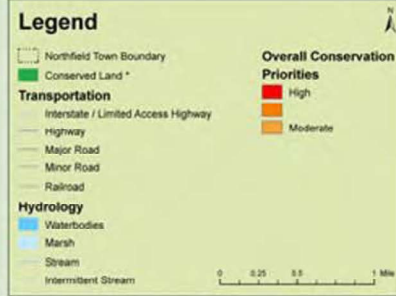 N
Legend
Northfield Town Boundary
Conserved Land *
Transportation
Interstate / Limited Access Highway
Highway
Major Road
Minor Road
Railroad
Hydrology
Waterbodies
Marsh
Stream
Intermittent Stream
Overall Conservation
Priorities
High
Moderate
0 0.25 0.5 1 Mile